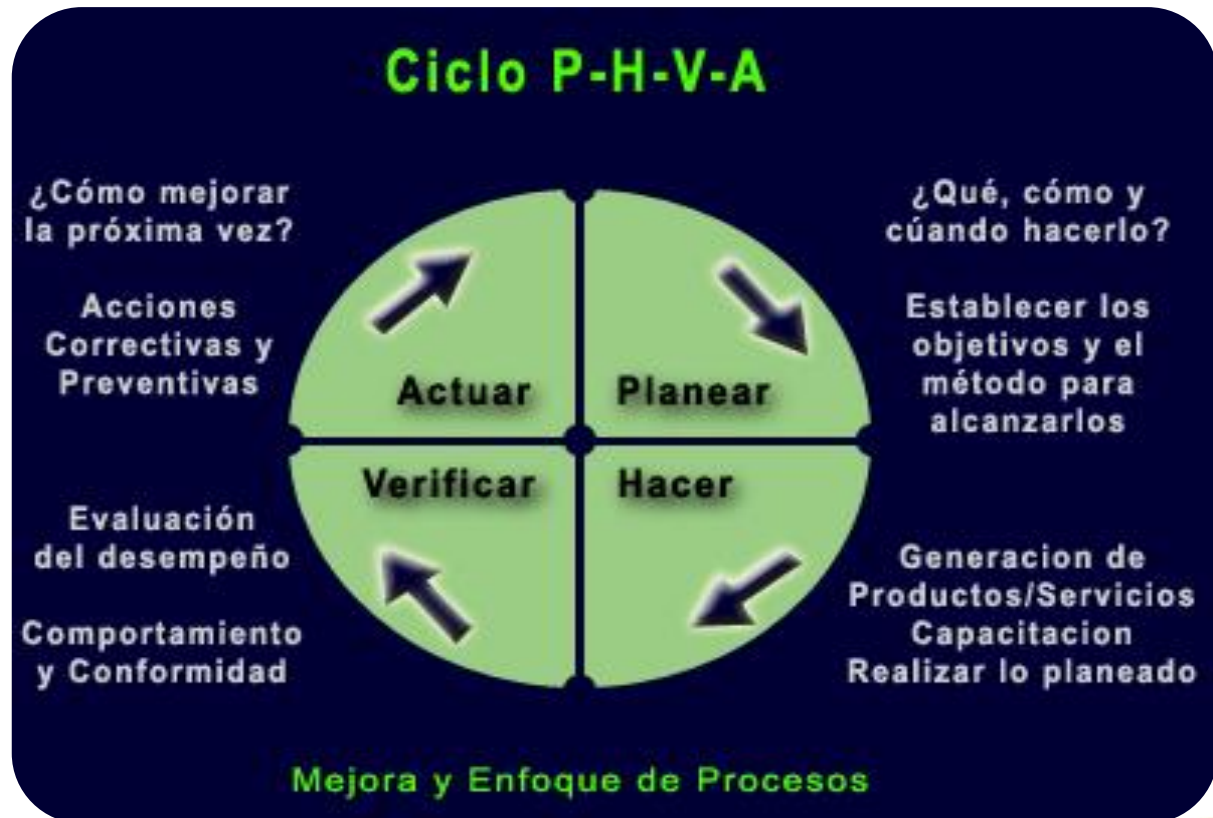 Ciclo P-H-V-A
¿Cómo mejorar
la próxima vez?
Acciones
Correctivas y
Preventivas
¿Qué, cómo y
cúando hacerlo?
Establecer los
objetivos y el
método para
alcanzarlos
Actuar
Planear
Verificar
Hacer
Evaluación
del desempeño
Comportamiento
y Conformidad
Generacion de
Productos/Servicios
Capacitacion
Realizar lo planeado
Mejora y Enfoque de Procesos